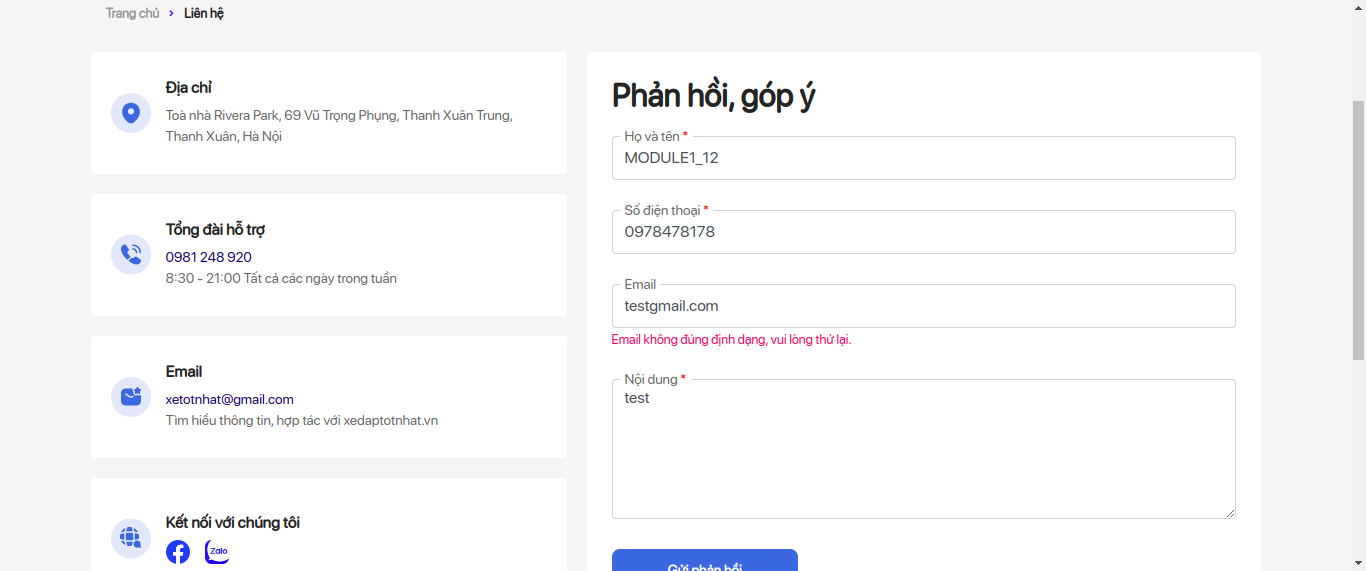 Trang chủ > Liên hệ
Địa chỉ
Toà nhà Rivera Park, 69 Vũ Trọng Phụng, Thanh Xuân Trung,
Thanh Xuân, Hà Nội
Tổng đài hỗ trợ
0981 248 920
8:30 - 21:00 Tất cả các ngày trong tuần
Email
xetotnhat@gmail.com
Tìm hiểu thông tin, hợp tác với xedaptotnhat.vn
Kết nối với chúng tôi
Zalo
Phản hồi, góp ý
Họ và tên *
MODULE1_12
Số điện thoại *
0978478178
Email
testgmail.com
Email không đúng định dạng, vui lòng thử lại.
Nội dung *
test
Gửi phản hồi